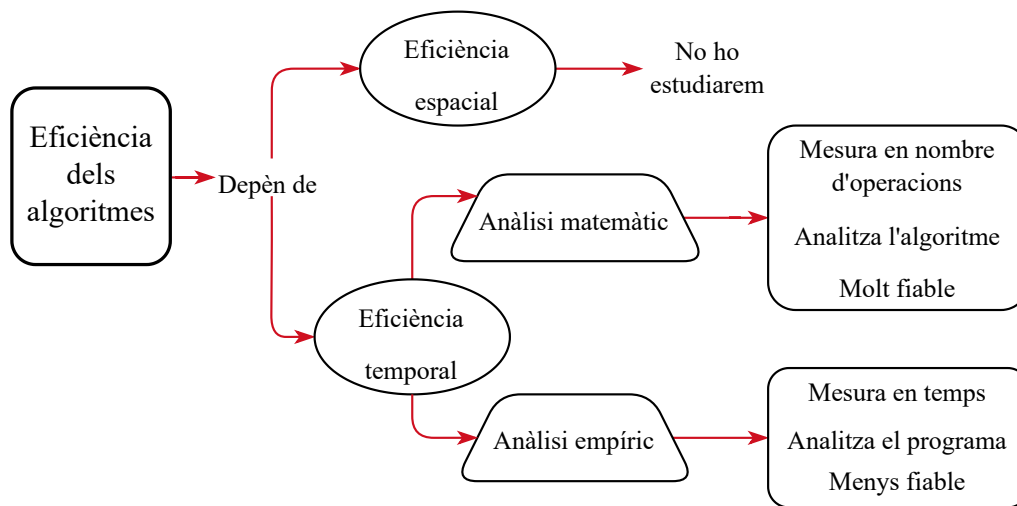 Eficiència
dels
algoritmes
Depèn de
Eficiència
espacial
No ho
estudiarem
Eficiència
temporal
Anàlisi matemàtic
Mesura en nombre
d'operacions
Analitza l'algoritme
Molt fiable
Anàlisi empíric
Mesura en temps
Analitza el programa
Menys fiable